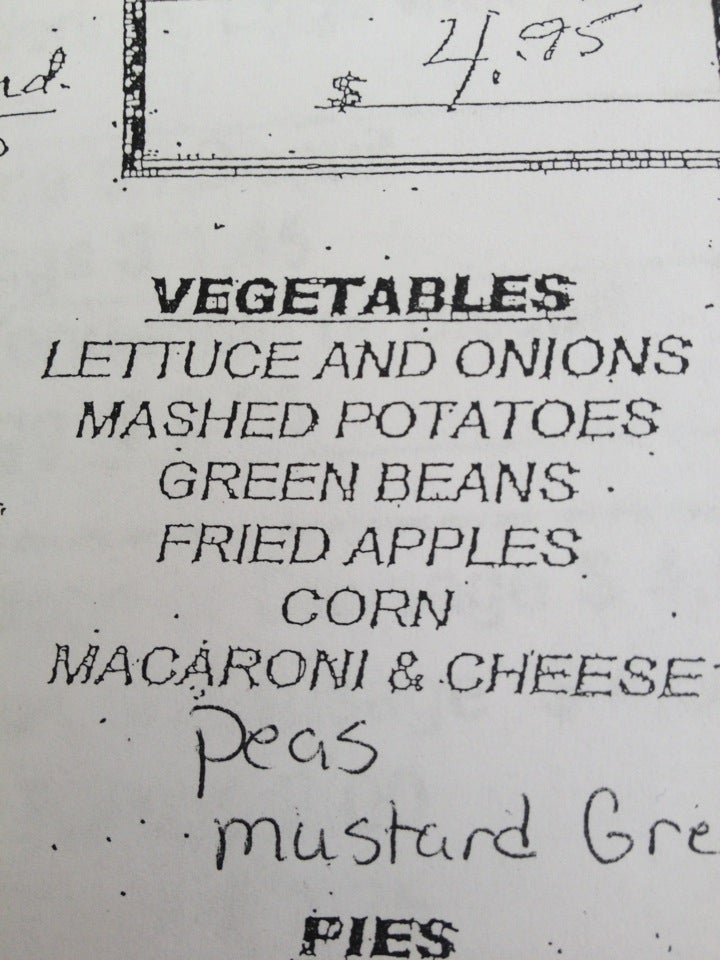 $ 4.95
VEGETABLES
LETTUCE AND ONIONS
MASHED POTATOES
GREEN BEANS
FRIED APPLES
CORN
MACARONI & CHEESE
Peas
mustard Gre
PIES